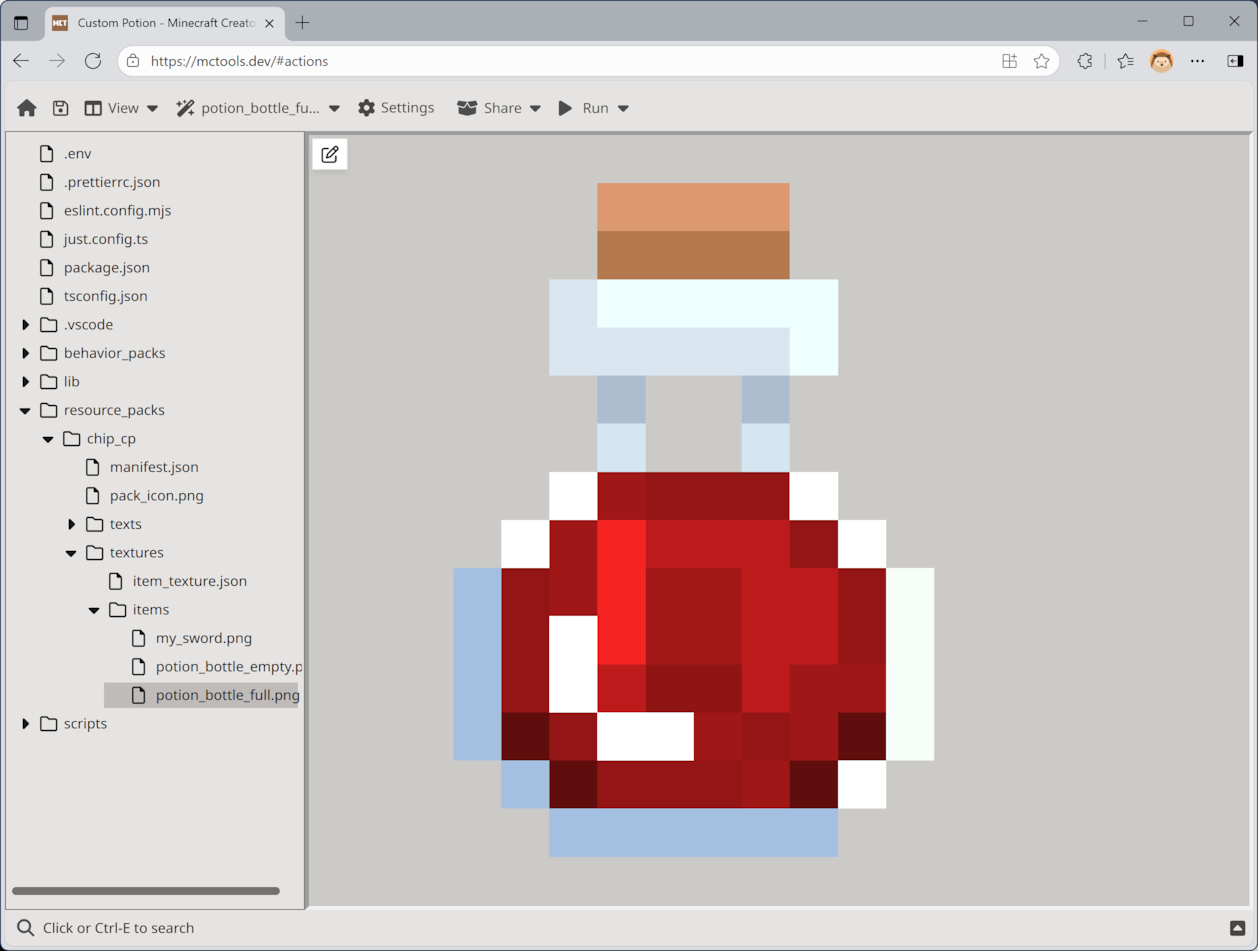 MCT Custom Potion - Minecraft Creato
https://mctools.dev/#actions
View potion_bottle_fu... Settings Share Run
.env
.prettierrc.json
eslint.config.mjs
just.config.ts
package.json
tsconfig.json
.vscode
behavior_packs
lib
resource_packs
chip_cp
manifest.json
pack_icon.png
texts
textures
item_texture.json
items
my_sword.png
potion_bottle_empty.p
potion_bottle_full.png
scripts
Click or Ctrl-E to search